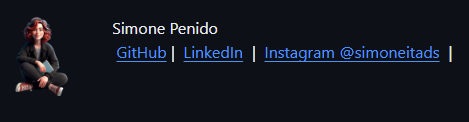 Simone Penido
GitHub | LinkedIn | Instagram @simoneitads |